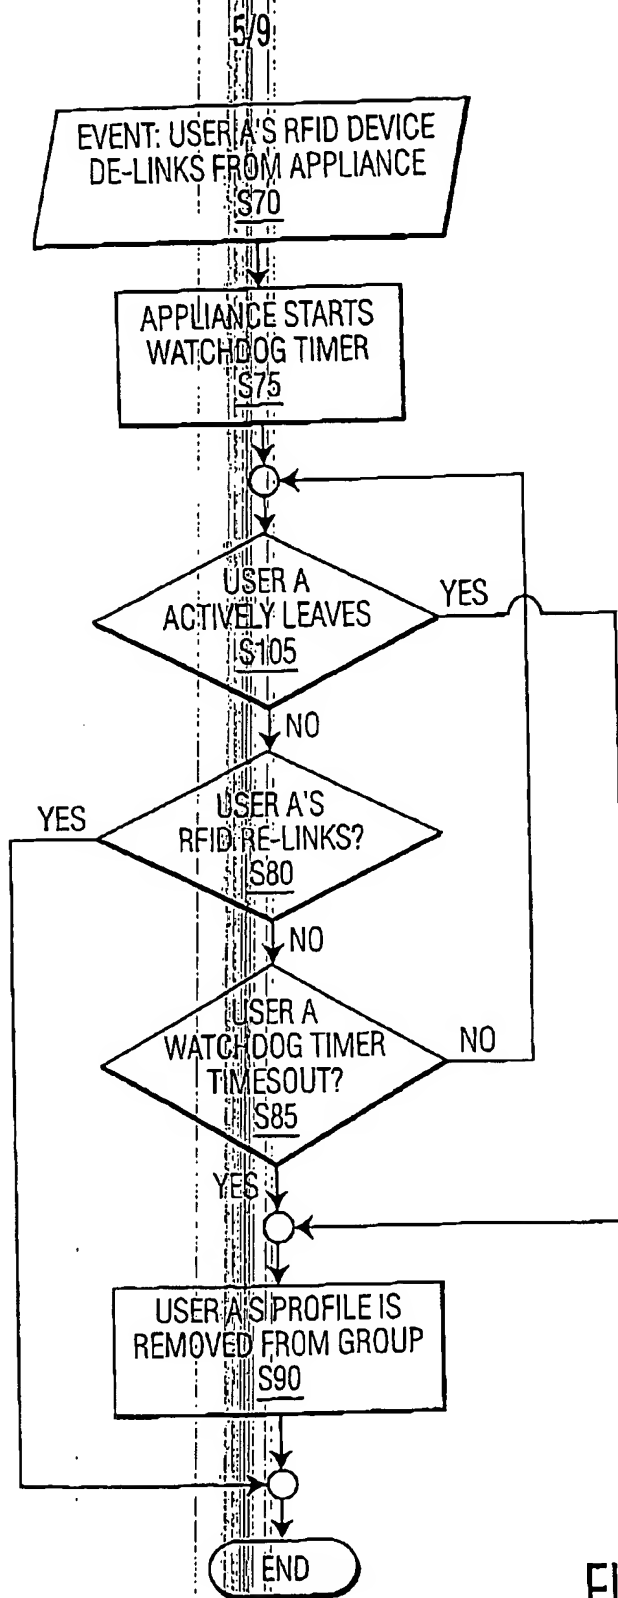 5/9
EVENT: USER A'S RFID DEVICE
DE-LINKS FROM APPLIANCE
S70
APPLIANCE STARTS
WATCHDOG TIMER
S75
USER A
ACTIVELY LEAVES
S105
YES
NO
USER A'S
RFID RE-LINKS?
S80
YES
NO
USER A
WATCHDOG TIMER
TIMESOUT?
S85
NO
YES
USER A'S PROFILE IS
REMOVED FROM GROUP
S90
END